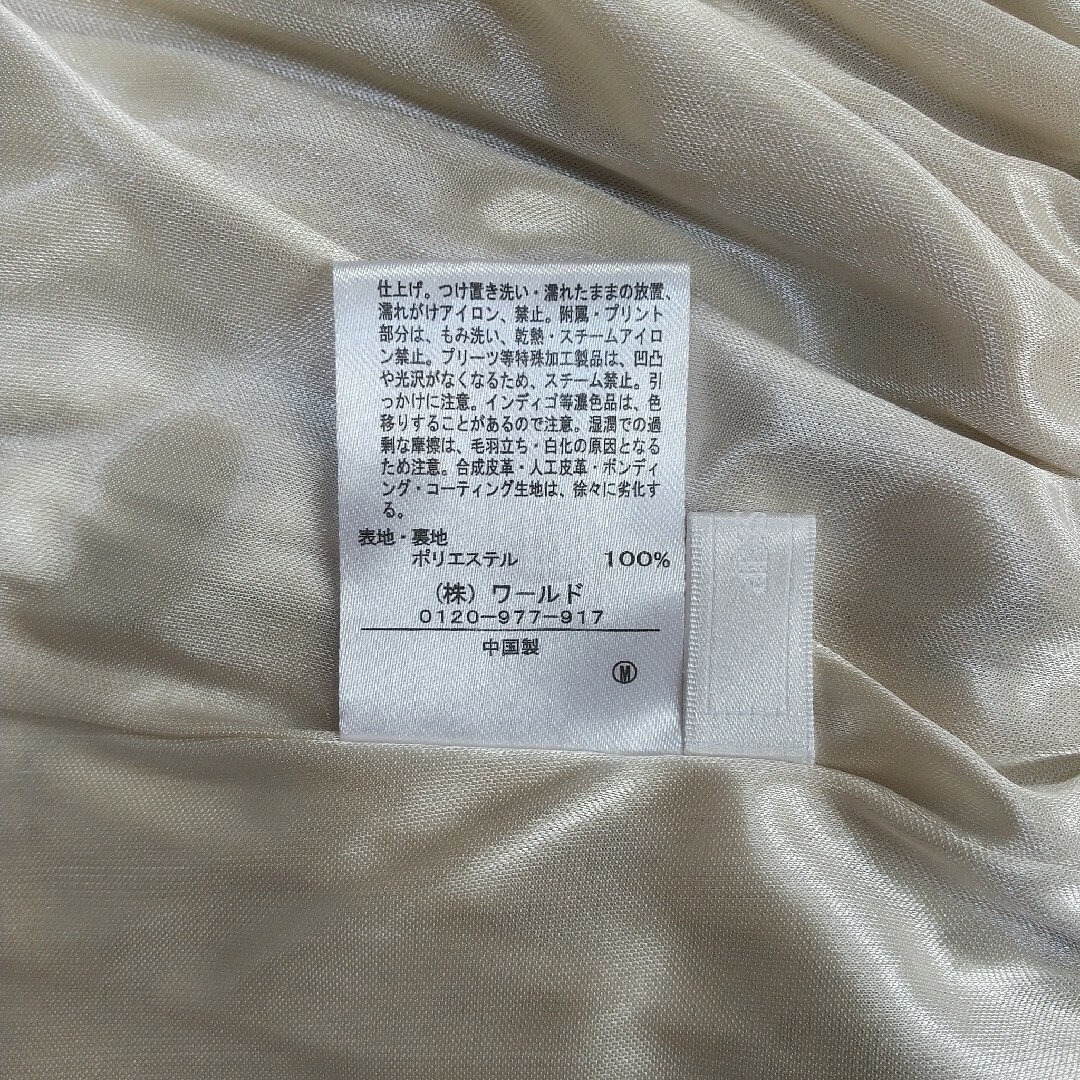 仕上げ。つけ置き洗い・濡れたままの放置、
濡れがけアイロン、禁止。附属・プリント
部分は、もみ洗い、乾熱・スチームアイロ
ン禁止。プリーツ等特殊加工製品は、凹凸
や光沢がなくなるため、スチーム禁止。引
っかけに注意。インディゴ等濃色品は、色
移りすることがあるので注意。湿潤での過
剰な摩擦は、毛羽立ち・白化の原因となる
ため注意。合成皮革・人工皮革・ボンディ
ング・コーティング生地は、徐々に劣化す
る。
表地・裏地
ポリエステル 100%
（株）ワールド
0120-977-917
中国製
Ⓜ